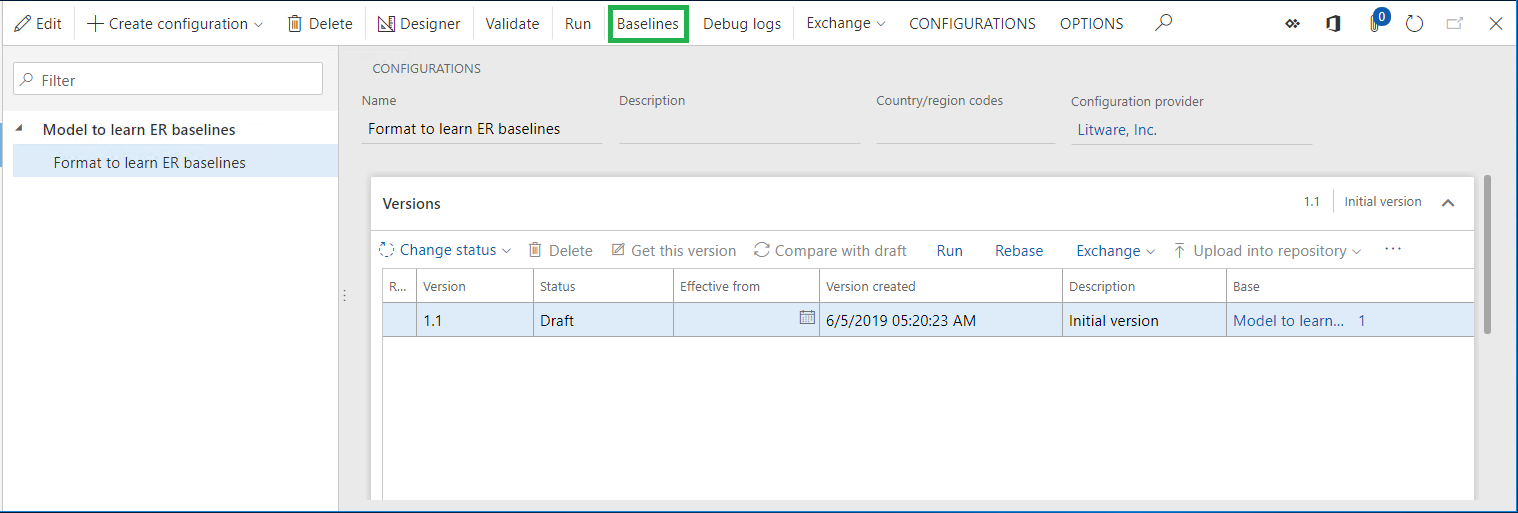 Edit Create configuration Delete Designer Validate Run Baselines Debug logs Exchange CONFIGURATIONS OPTIONS 0
Filter
Model to learn ER baselines
Format to learn ER baselines
CONFIGURATIONS
Name Description Country/region codes Configuration provider
Format to learn ER baselines Litware, Inc.
Versions 1.1 Initial version
Change status Delete Get this version Compare with draft Run Rebase Exchange Upload into repository ...
R... Version Status Effective from Version created Description Base
1.1 Draft 6/5/2019 05:20:23 AM Initial version Model to learn... 1